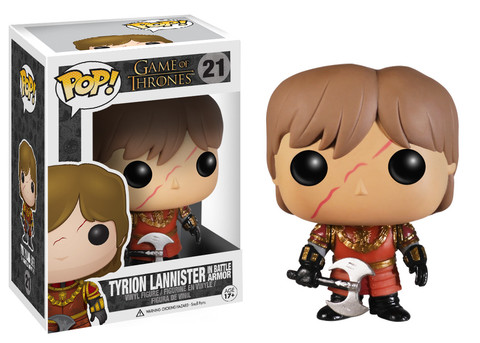 POP!
GAME OF
THRONES
21
TYRION LANNISTER
IN BATTLE
ARMOR
VINYL FIGURE / FIGURINE EN VINYLE /
FIGURA DE VINIL
AGE
17+